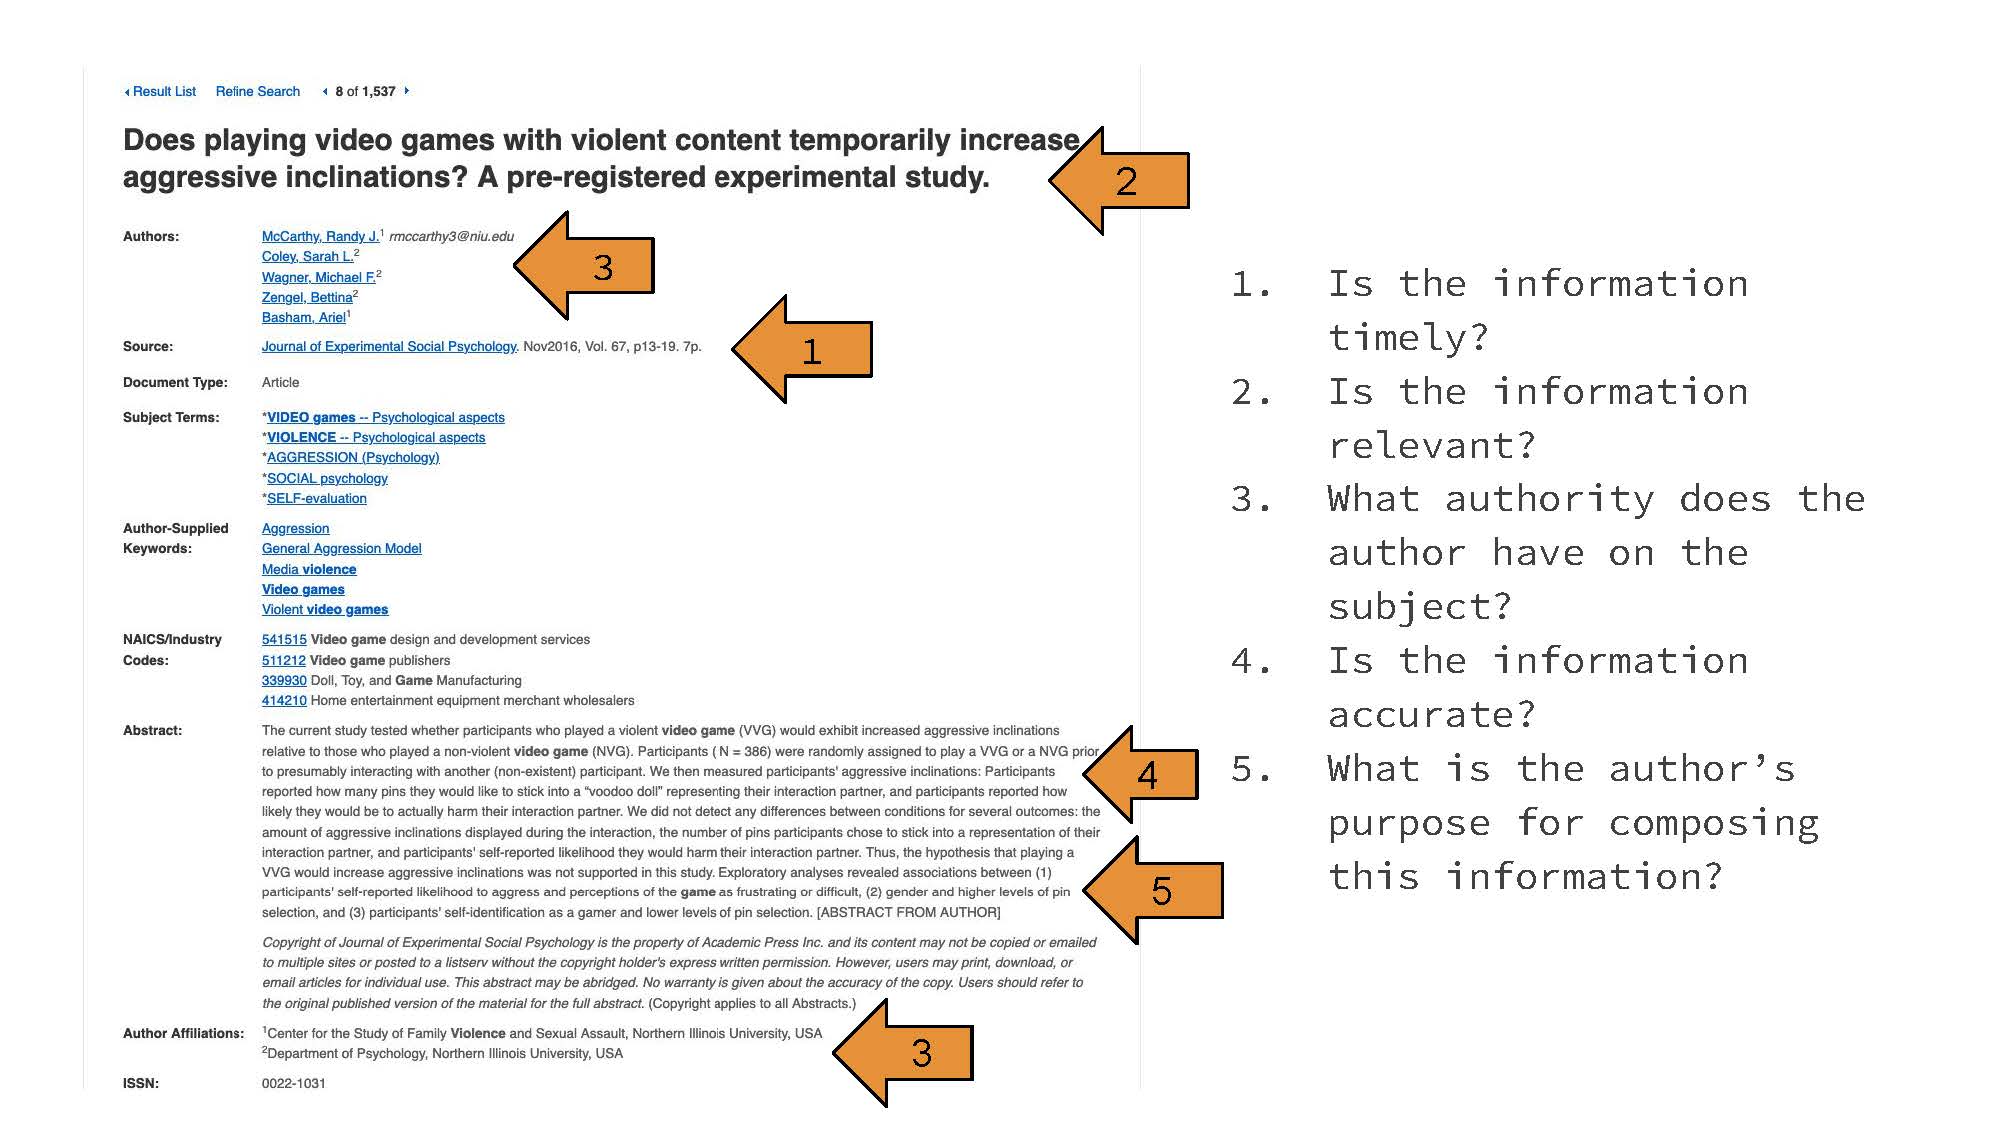 Result List Refine Search 8 of 1,537
Does playing video games with violent content temporarily increase
aggressive inclinations? A pre-registered experimental study.
2
Authors: McCarthy, Randy J.1 rmccarthy3@niu.edu
Coley, Sarah L.2
Wagner, Michael F.2
Zengel, Bettina2
Basham, Ariel1
3
Source: Journal of Experimental Social Psychology. Nov2016, Vol. 67, p13-19. 7p.
1
Document Type: Article
Subject Terms: *VIDEO games -- Psychological aspects
*VIOLENCE -- Psychological aspects
*AGGRESSION (Psychology)
*SOCIAL psychology
*SELF-evaluation
Author-Supplied Keywords: Aggression
General Aggression Model
Media violence
Video games
Violent video games
NAICS/Industry Codes: 541515 Video game design and development services
511212 Video game publishers
339930 Doll, Toy, and Game Manufacturing
414210 Home entertainment equipment merchant wholesalers
Abstract: The current study tested whether participants who played a violent video game (VVG) would exhibit increased aggressive inclinations
relative to those who played a non-violent video game (NVG). Participants ( N = 386) were randomly assigned to play a VVG or a NVG prior
to presumably interacting with another (non-existent) participant. We then measured participants' aggressive inclinations: Participants
reported how many pins they would like to stick into a “voodoo doll” representing their interaction partner, and participants reported how
likely they would be to actually harm their interaction partner. We did not detect any differences between conditions for several outcomes: the
amount of aggressive inclinations displayed during the interaction, the number of pins participants chose to stick into a representation of their
interaction partner, and participants' self-reported likelihood they would harm their interaction partner. Thus, the hypothesis that playing a
VVG would increase aggressive inclinations was not supported in this study. Exploratory analyses revealed associations between (1)
participants' self-reported likelihood to aggress and perceptions of the game as frustrating or difficult, (2) gender and higher levels of pin
selection, and (3) participants' self-identification as a gamer and lower levels of pin selection. [ABSTRACT FROM AUTHOR]
4
5
Copyright of Journal of Experimental Social Psychology is the property of Academic Press Inc. and its content may not be copied or emailed
to multiple sites or posted to a listserv without the copyright holder's express written permission. However, users may print, download, or
email articles for individual use. This abstract may be abridged. No warranty is given about the accuracy of the copy. Users should refer to
the original published version of the material for the full abstract. (Copyright applies to all Abstracts.)
Author Affiliations: 1Center for the Study of Family Violence and Sexual Assault, Northern Illinois University, USA
2Department of Psychology, Northern Illinois University, USA
3
ISSN: 0022-1031
1. Is the information
timely?
2. Is the information
relevant?
3. What authority does the
author have on the
subject?
4. Is the information
accurate?
5. What is the author’s
purpose for composing
this information?